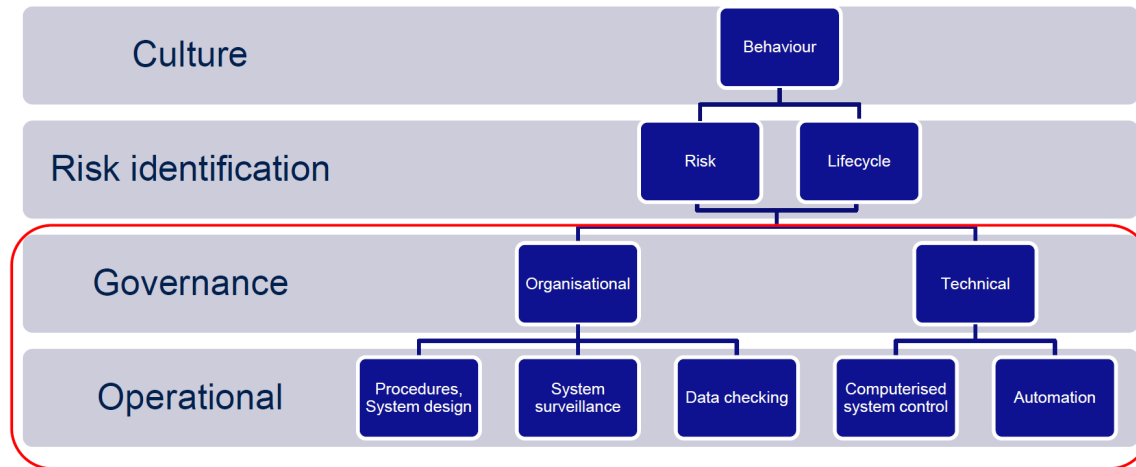 Culture
Behaviour
Risk identification
Risk
Lifecycle
Governance
Organisational
Technical
Operational
Procedures,
System design
System
surveillance
Data checking
Computerised
system control
Automation